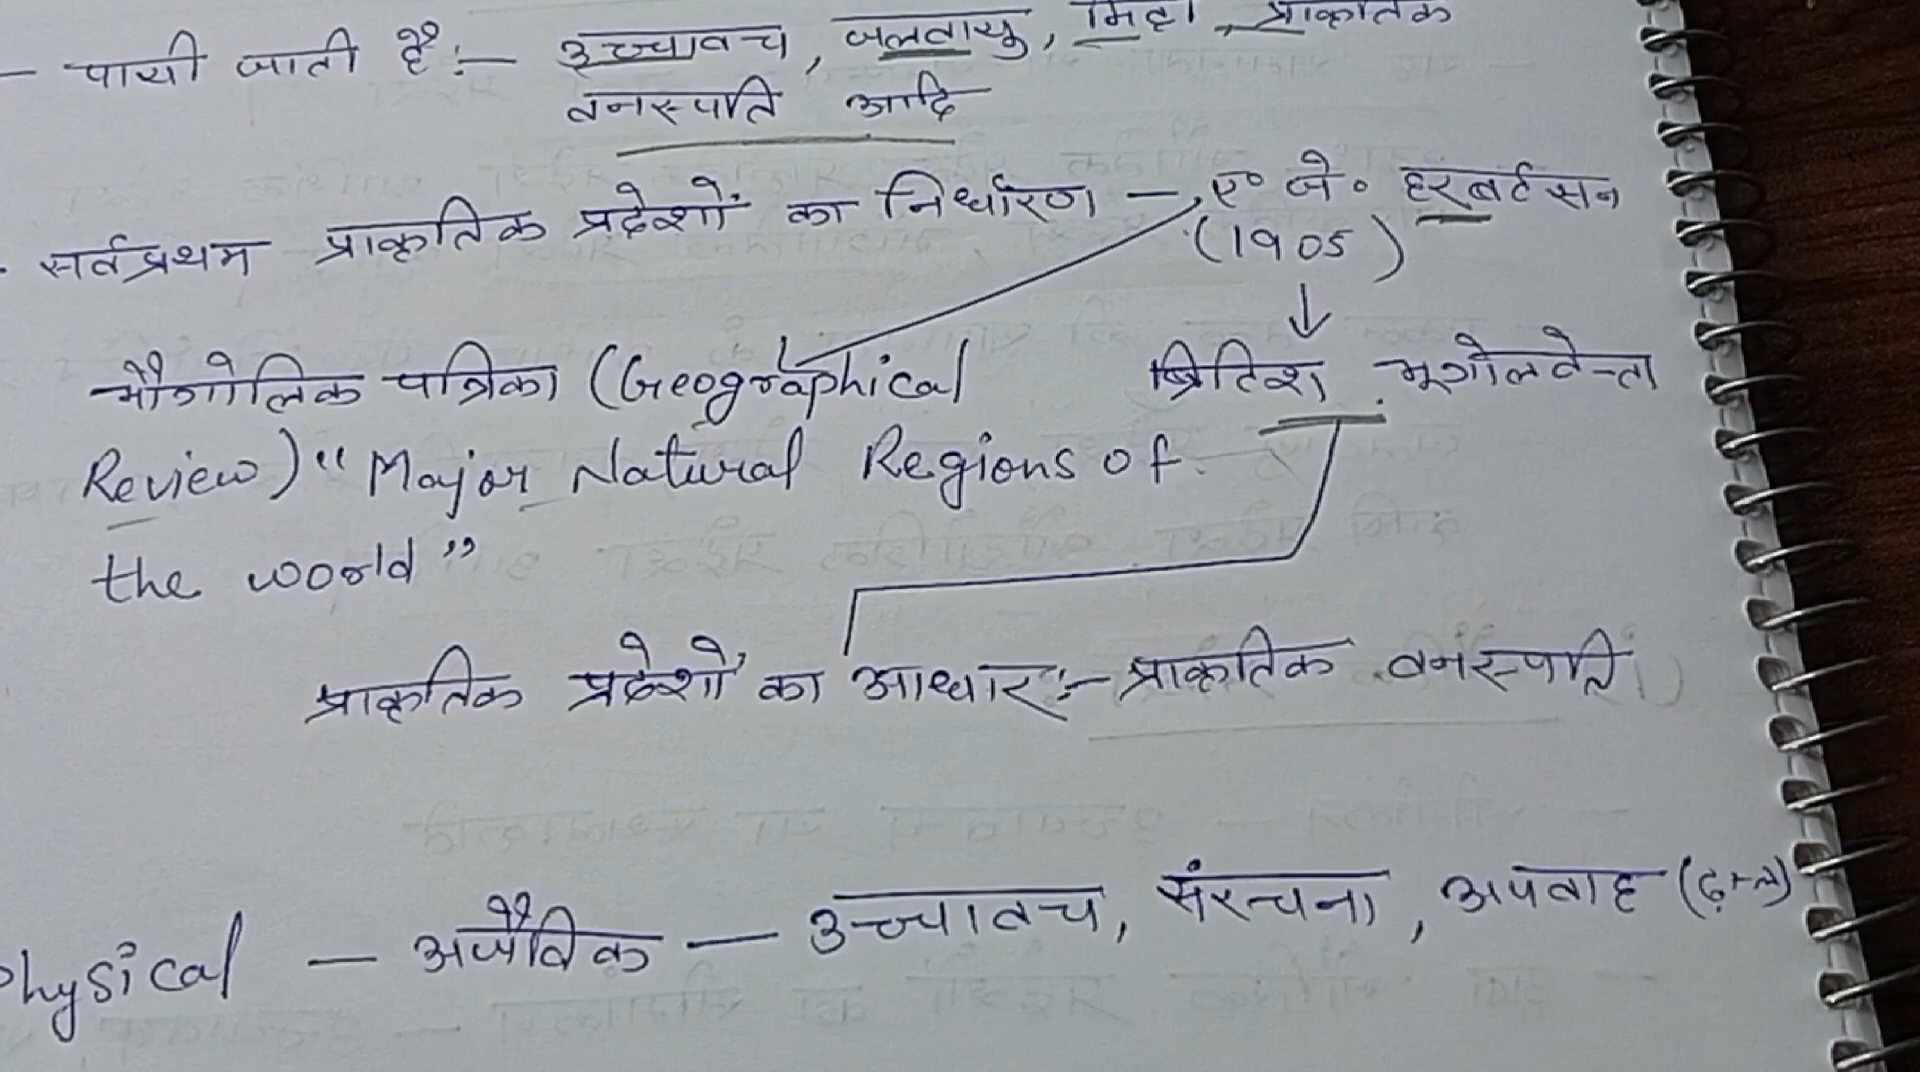 – पायी जाती है :– उच्चावच, जलवायु, मिट्टी, प्राकृतिक
वनस्पति आदि
सर्वप्रथम प्राकृतिक प्रदेशों का निर्धारण – ए० जे० हरबर्टसन
(1905)
भौगोलिक पत्रिका (Geographical
ब्रिटिश भूगोलवेत्ता
Review) "Major Natural Regions of
the world"
प्राकृतिक प्रदेशों का आधार :– प्राकृतिक वनस्पति
Physical – अजैविक – उच्चावच, संरचना, अपवाह (ढ़ाल)